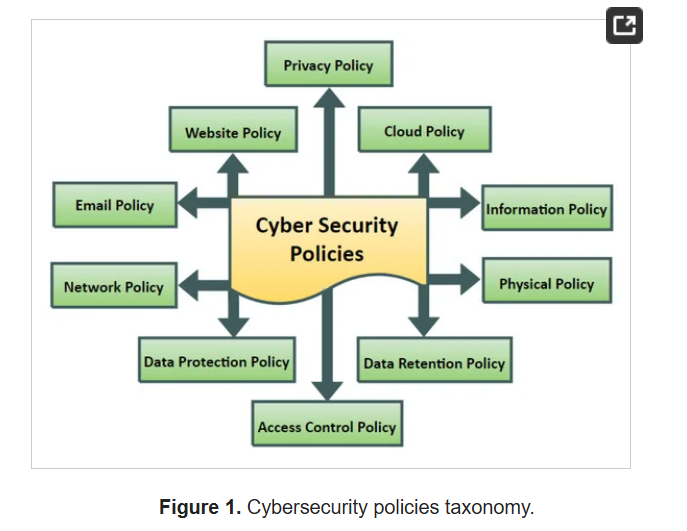 Privacy Policy
Website Policy
Cloud Policy
Email Policy
Cyber Security
Policies
Information Policy
Network Policy
Physical Policy
Data Protection Policy
Data Retention Policy
Access Control Policy
Figure 1. Cybersecurity policies taxonomy.